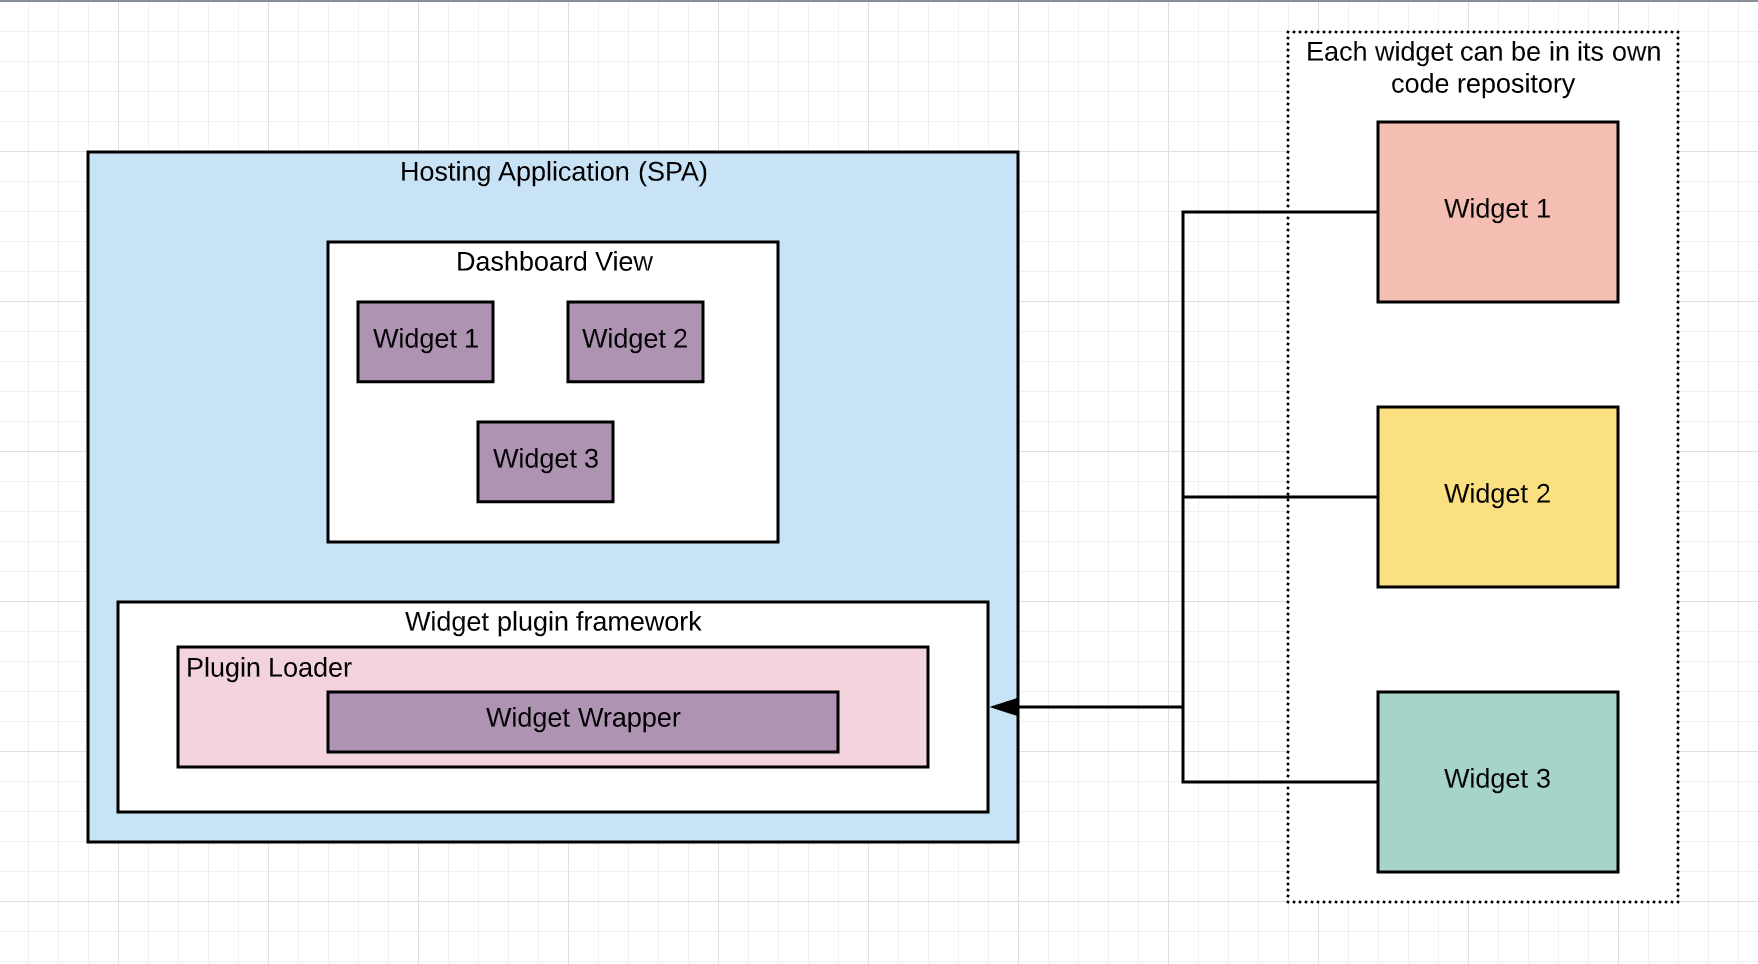 Each widget can be in its own
code repository
Hosting Application (SPA)
Dashboard View
Widget 1
Widget 2
Widget 3
Widget plugin framework
Plugin Loader
Widget Wrapper
Widget 1
Widget 2
Widget 3